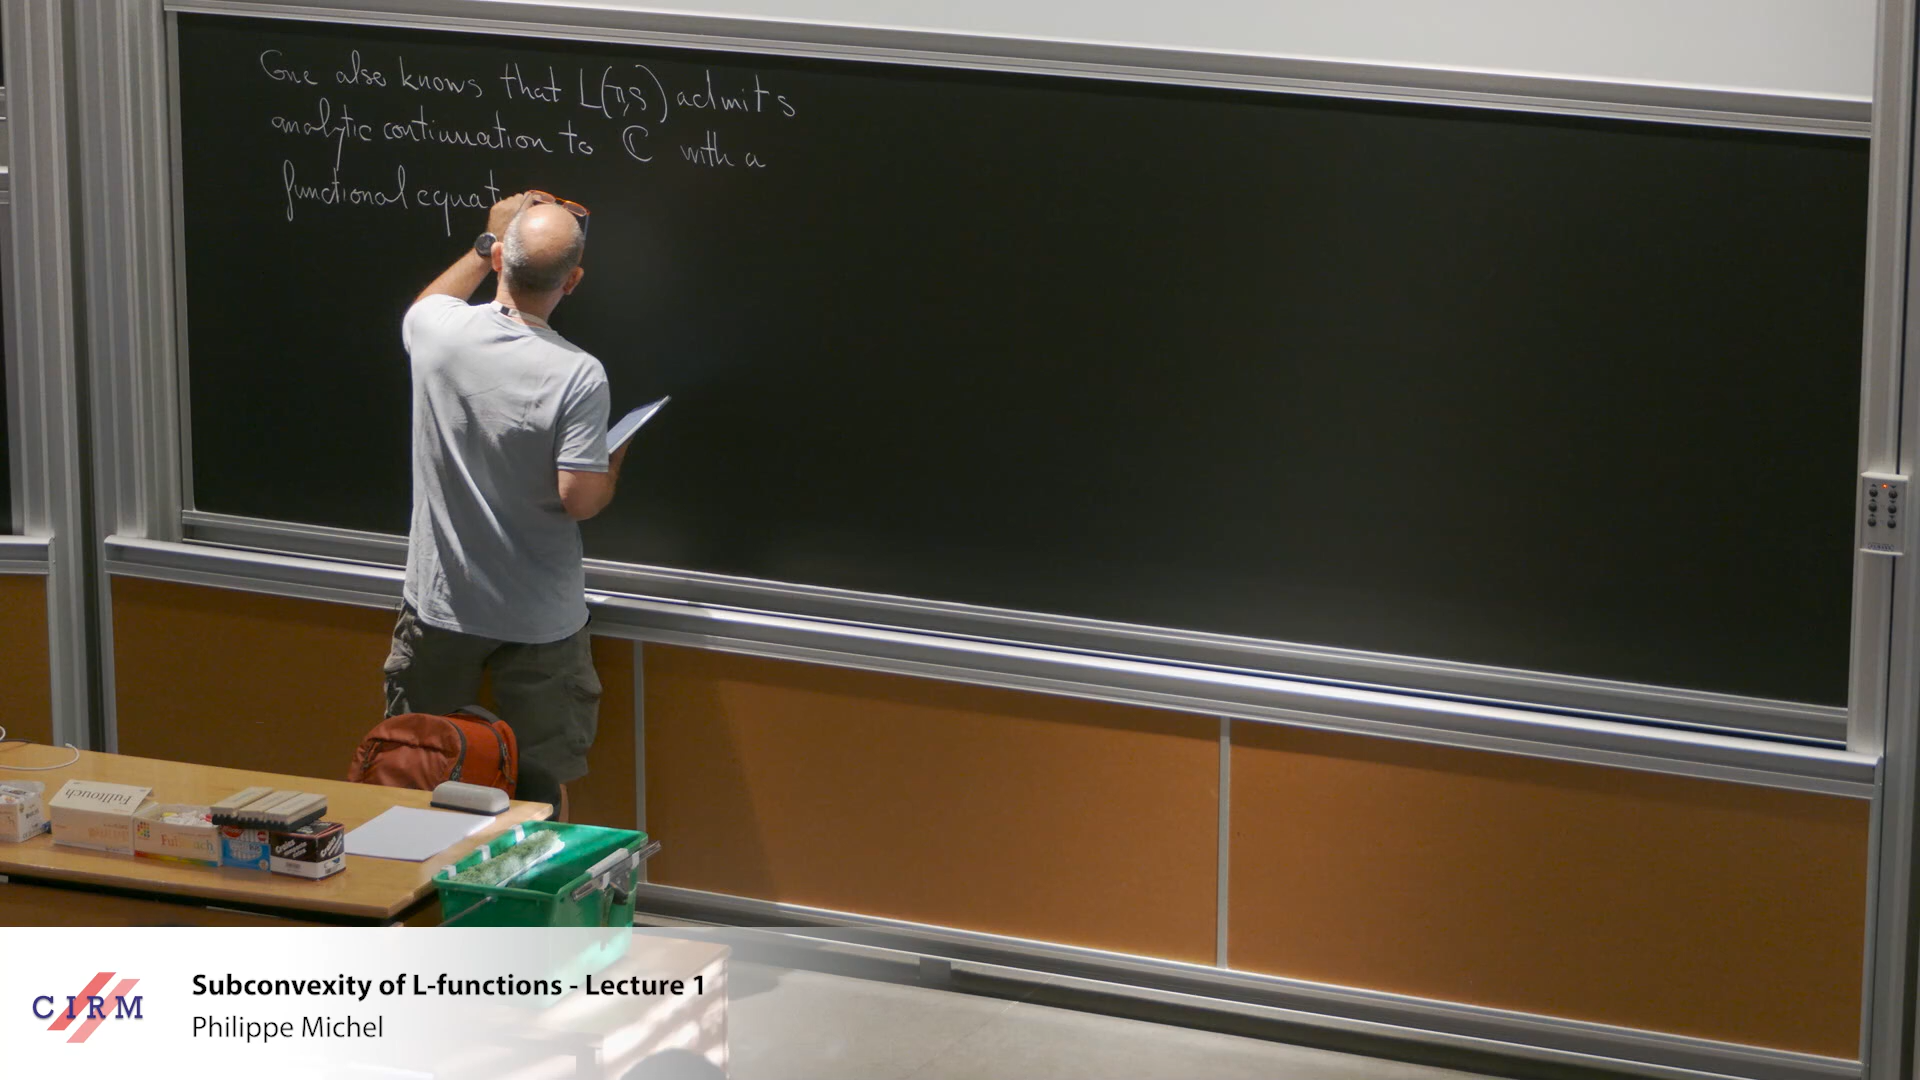 One also knows that L(π,s) admits
analytic continuation to ℂ with a
functional equat
Fulltouch
CIRM
Subconvexity of L-functions - Lecture 1
Philippe Michel